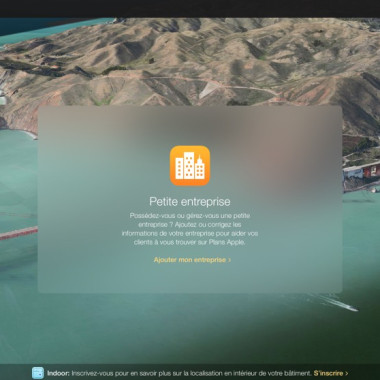 Petite entreprise
Possédez-vous ou gérez-vous une petite
entreprise ? Ajoutez ou corrigez les
informations de votre entreprise pour aider vos
clients à vous trouver sur Plans Apple.
Ajouter mon entreprise ›
Indoor: Inscrivez-vous pour en savoir plus sur la localisation en intérieur de votre bâtiment. S'inscrire ›